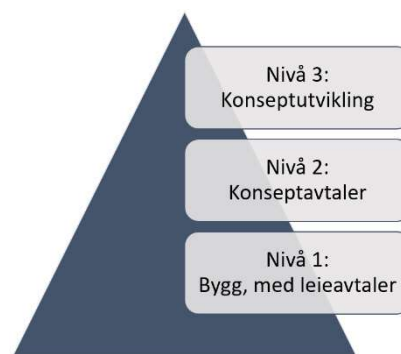 Nivå 3:
Konseptutvikling
Nivå 2:
Konseptavtaler
Nivå 1:
Bygg, med leieavtaler